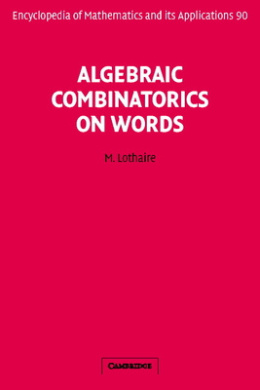 Encyclopedia of Mathematics and its Applications 90
ALGEBRAIC
COMBINATORICS
ON WORDS
M. Lothaire
CAMBRIDGE